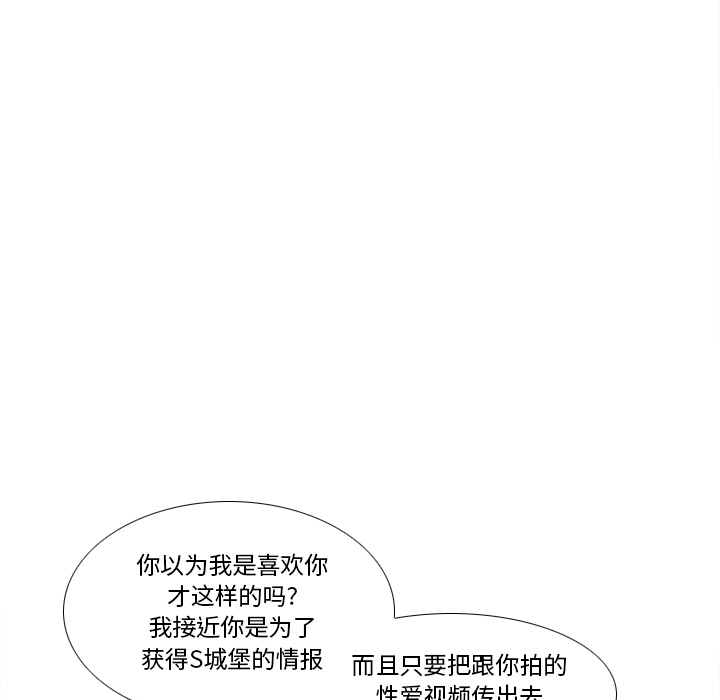 你以为我是喜欢你
才这样的吗?
我接近你是为了
获得S城堡的情报
而且只要把跟你拍的
性爱视频传出去